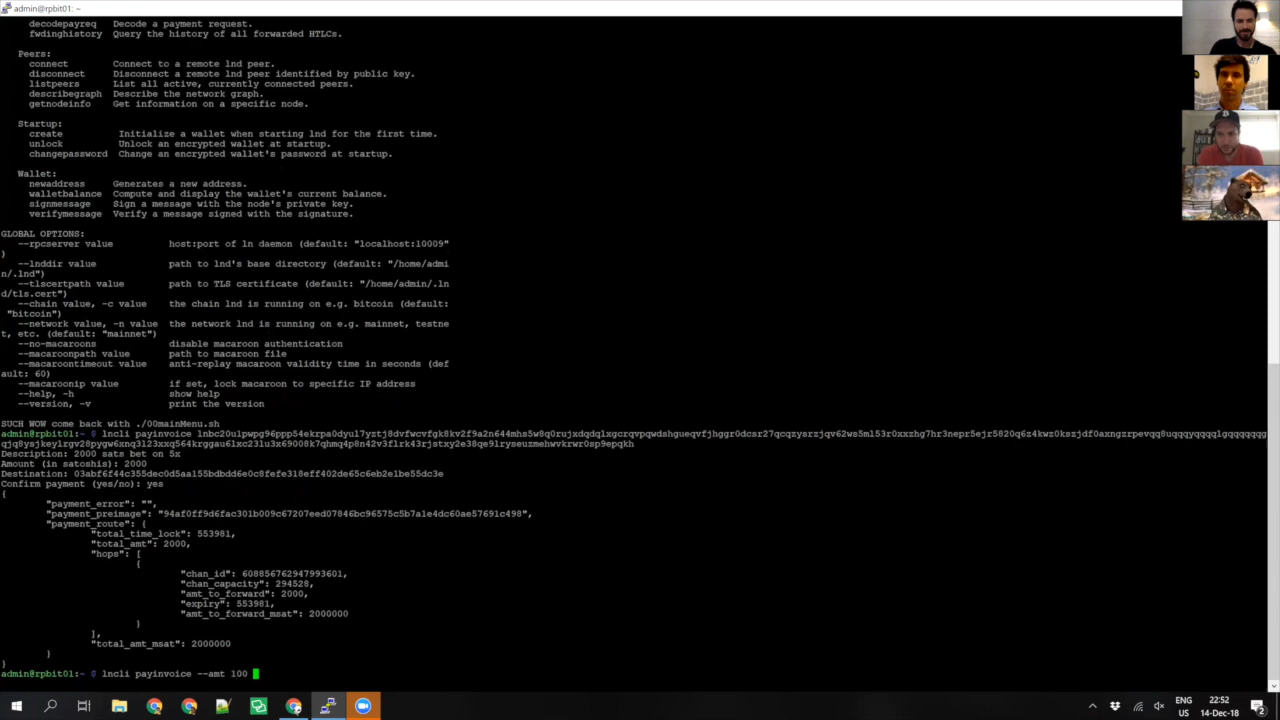 admin@rpbit01: ~
decodepayreq Decode a payment request.
fwdinghistory Query the history of all forwarded HTLCs.
Peers:
connect Connect to a remote lnd peer.
disconnect Disconnect a remote lnd peer identified by public key.
listpeers List all active, currently connected peers.
describegraph Describe the network graph.
getnodeinfo Get information on a specific node.
Startup:
create Initialize a wallet when starting lnd for the first time.
unlock Unlock an encrypted wallet at startup.
changepassword Change an encrypted wallet's password at startup.
Wallet:
newaddress Generates a new address.
walletbalance Compute and display the wallet's current balance.
signmessage Sign a message with the node's private key.
verifymessage Verify a message signed with the signature.
GLOBAL OPTIONS:
--rpcserver value host:port of ln daemon (default: "localhost:10009"
)
--lnddir value path to lnd's base directory (default: "/home/admi
n/.lnd")
--tlscertpath value path to TLS certificate (default: "/home/admin/.ln
d/tls.cert")
--chain value, -c value the chain lnd is running on e.g. bitcoin (default:
"bitcoin")
--network value, -n value the network lnd is running on e.g. mainnet, testne
t, etc. (default: "mainnet")
--no-macaroons disable macaroon authentication
--macaroonpath value path to macaroon file
--macaroontimeout value anti-replay macaroon validity time in seconds (def
ault: 60)
--macaroonip value if set, lock macaroon to specific IP address
--help, -h show help
--version, -v print the version
SUCH WOW come back with ./00mainMenu.sh
admin@rpbit01:~ $ lncli payinvoice
Description: 2000 sats bet on 5x
Amount (in satoshis): 2000
Destination: 03abf6f44c355dec0d5aa155bdbdd6e0c8fefe318eff402de65c6eb2e1be55dc3e
Confirm payment (yes/no): yes
{
"payment_error": "",
"payment_preimage": "94af0ff9d6fac301b009c67207eed07846bc96575c5b7a1e4dc60ae57691c498",
"payment_route": {
"total_time_lock": 553981,
"total_amt": 2000,
"hops": [
{
"chan_id": 608856762947993601,
"chan_capacity": 294528,
"amt_to_forward": 2000,
"expiry": 553981,
"amt_to_forward_msat": 2000000
}
],
"total_amt_msat": 2000000
}
}
admin@rpbit01:~ $ lncli payinvoice --amt 100
ENG
US
22:52
14-Dec-18
2